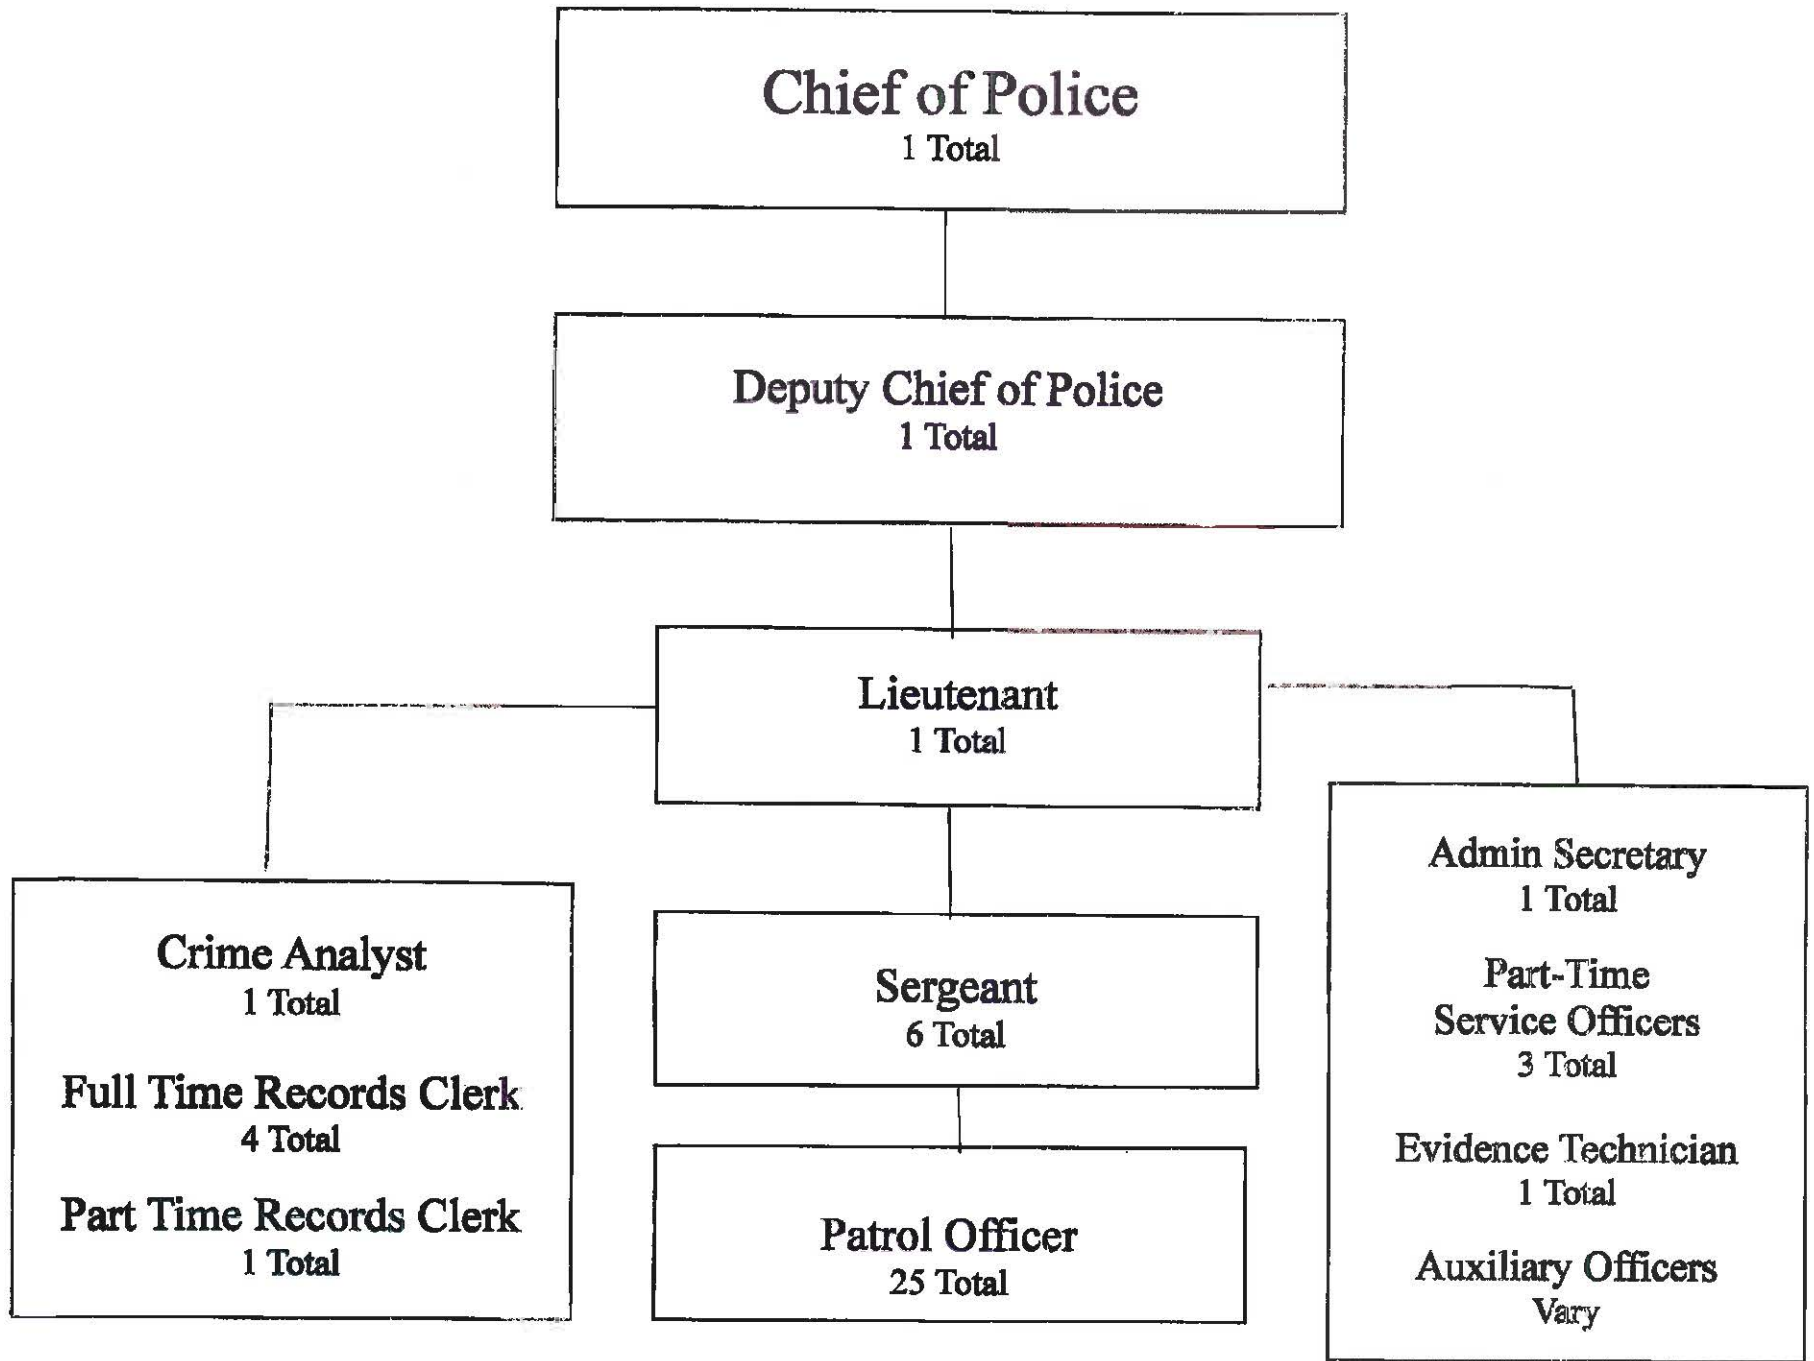 Chief of Police
1 Total
Deputy Chief of Police
1 Total
Lieutenant
1 Total
Crime Analyst
1 Total
Full Time Records Clerk
4 Total
Part Time Records Clerk
1 Total
Sergeant
6 Total
Patrol Officer
25 Total
Admin Secretary
1 Total
Part-Time
Service Officers
3 Total
Evidence Technician
1 Total
Auxiliary Officers
Vary